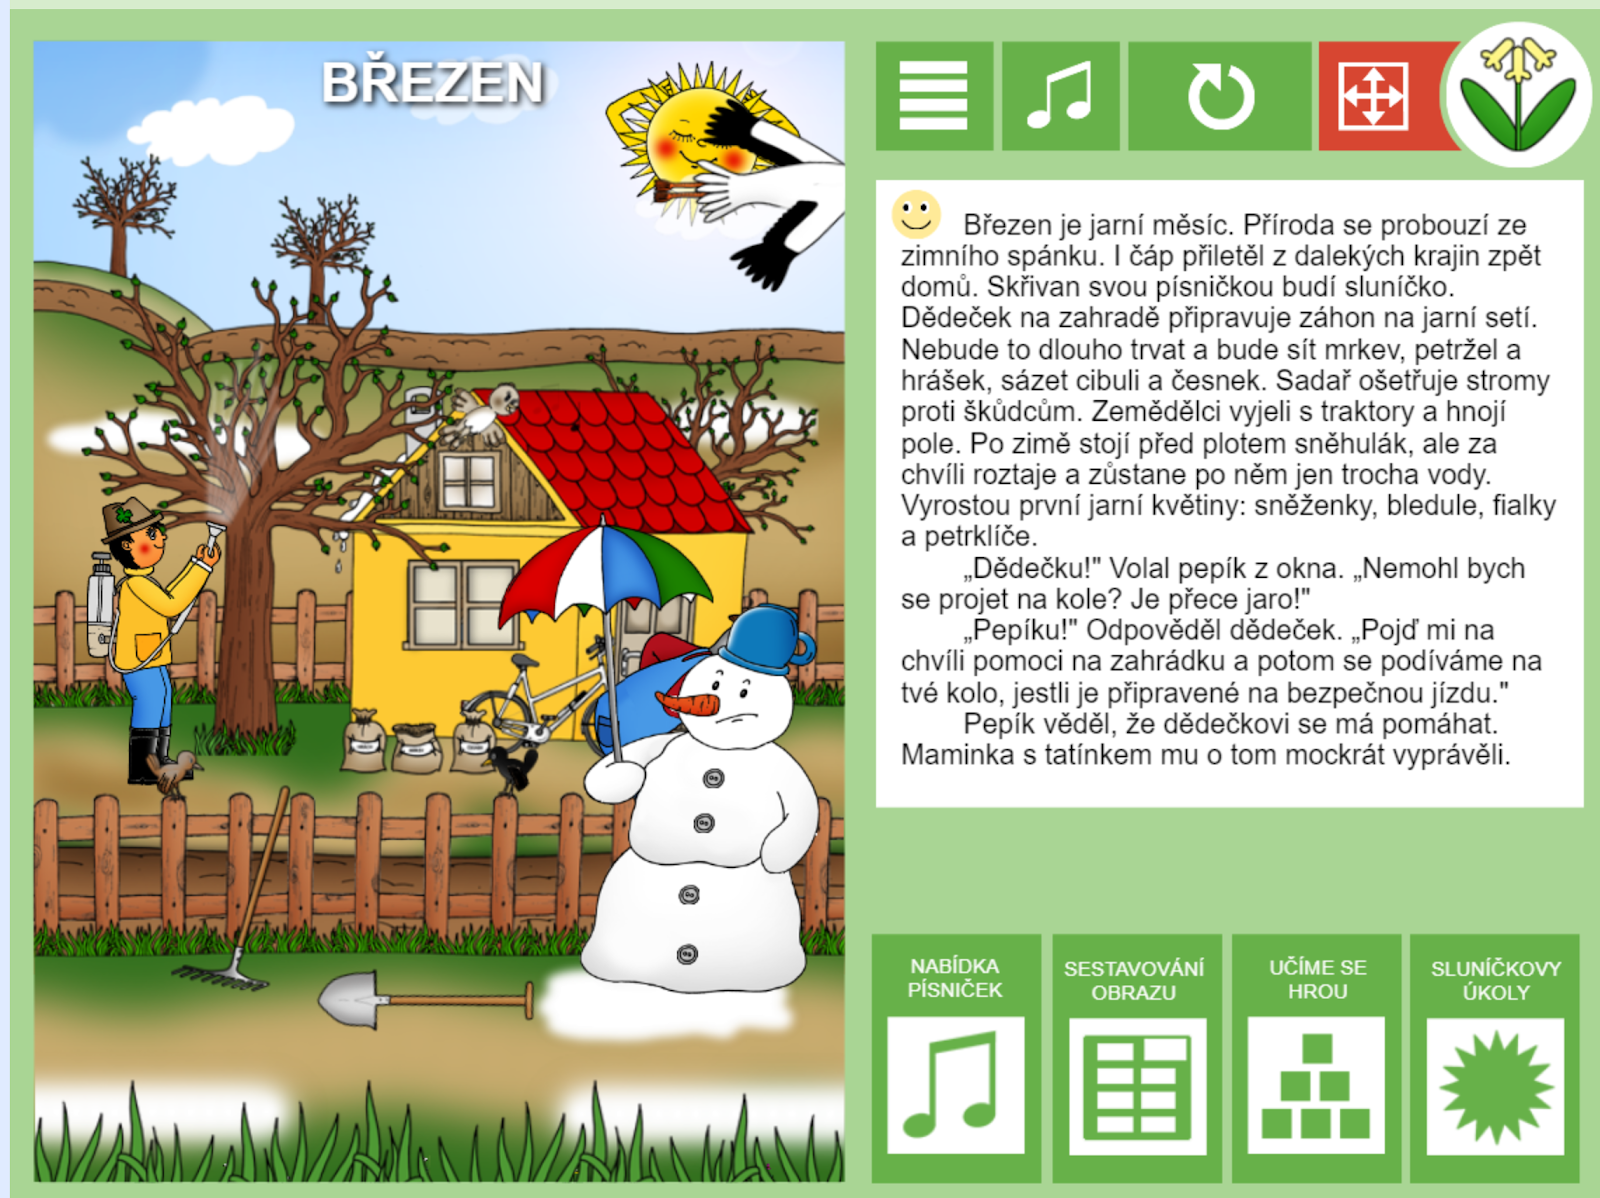 BŘEZEN
Březen je jarní měsíc. Příroda se probouzí ze
zimního spánku. I čáp přiletěl z dalekých krajin zpět
domů. Skřivan svou písničkou budí sluníčko.
Dědeček na zahradě připravuje záhon na jarní setí.
Nebude to dlouho trvat a bude sít mrkev, petržel a
hrášek, sázet cibuli a česnek. Sadař ošetřuje stromy
proti škůdcům. Zemědělci vyjeli s traktory a hnojí
pole. Po zimě stojí před plotem sněhulák, ale za
chvíli roztaje a zůstane po něm jen trocha vody.
Vyrostou první jarní květiny: sněženky, bledule, fialky
a petrklíče.
„Dědečku!" Volal pepík z okna. „Nemohl bych
se projet na kole? Je přece jaro!"
„Pepíku!" Odpověděl dědeček. „Pojď mi na
chvíli pomoci na zahrádku a potom se podíváme na
tvé kolo, jestli je připravené na bezpečnou jízdu."
Pepík věděl, že dědečkovi se má pomáhat.
Maminka s tatínkem mu o tom mockrát vyprávěli.
NABÍDKA
PÍSNIČEK
SESTAVOVÁNÍ
OBRAZU
UČÍME SE
HROU
SLUNÍČKOVY
ÚKOLY